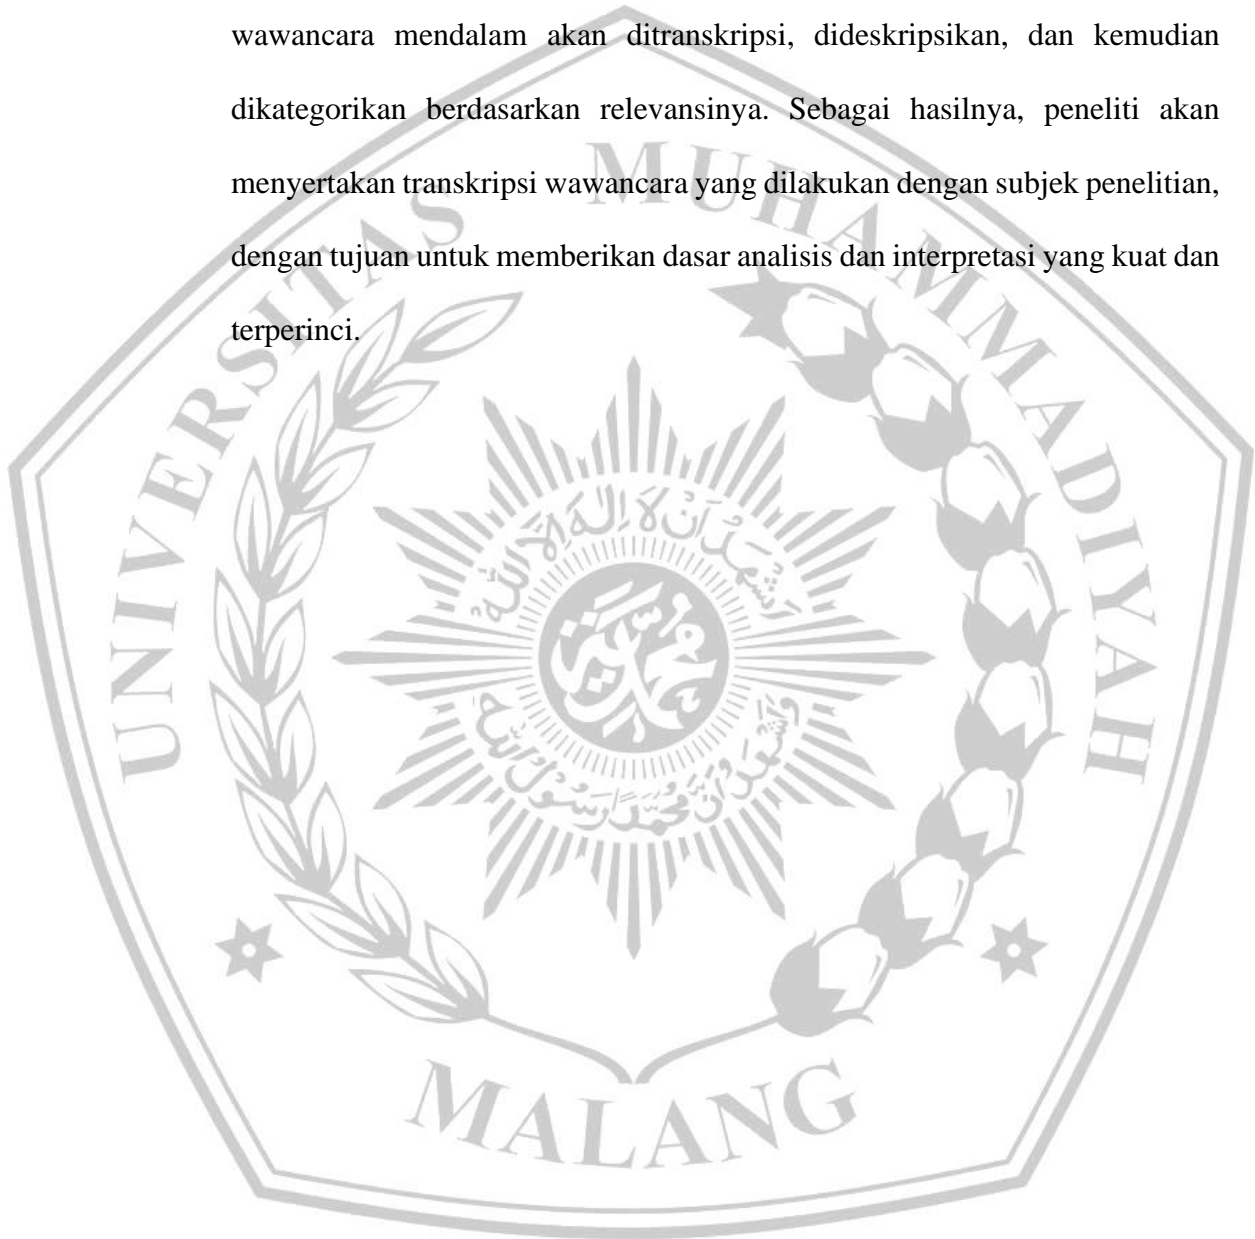 wawancara mendalam akan ditranskripsi, dideskripsikan, dan kemudian
dikategorikan berdasarkan relevansinya. Sebagai hasilnya, peneliti akan
menyertakan transkripsi wawancara yang dilakukan dengan subjek penelitian,
dengan tujuan untuk memberikan dasar analisis dan interpretasi yang kuat dan
terperinci.
UNIVERSITAS MUHAMMADIYAH
MALANG